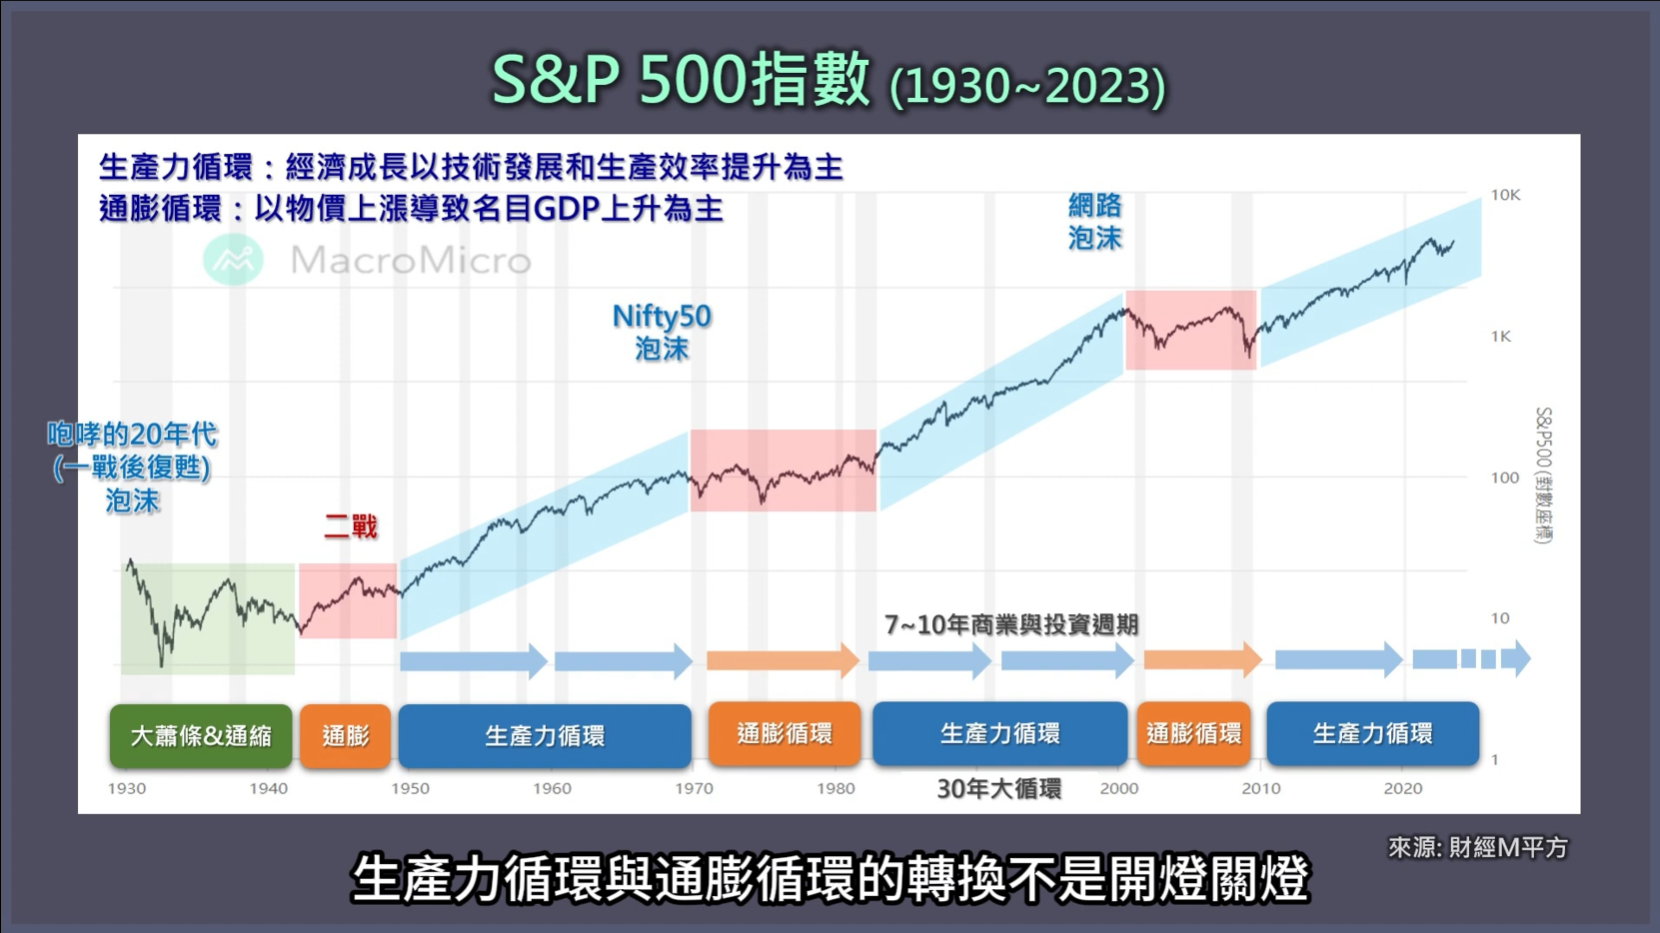 S&P 500指數 (1930~2023)
生產力循環：經濟成長以技術發展和生產效率提升為主
通膨循環：以物價上漲導致名目GDP上升為主
MacroMicro
網路
泡沫
10K
Nifty50
泡沫
1K
咆哮的20年代
(一戰後復甦)
泡沫
二戰
100
S&P500 (對數座標)
7~10年商業與投資週期
10
大蕭條&通縮
通膨
生產力循環
通膨循環
生產力循環
通膨循環
生產力循環
1
1930
1940
1950
1960
1970
1980
30年大循環
2000
2010
2020
來源: 財經M平方
生產力循環與通膨循環的轉換不是開燈關燈